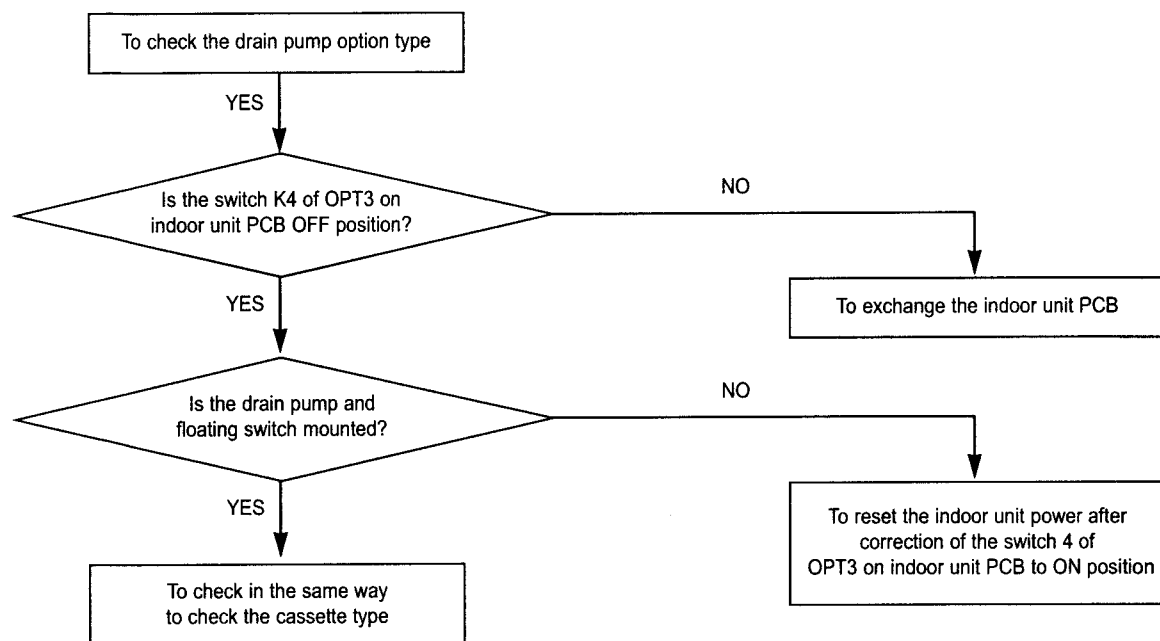 To check the drain pump option type
YES
Is the switch K4 of OPT3 on
indoor unit PCB OFF position?
NO
YES
To exchange the indoor unit PCB
Is the drain pump and
floating switch mounted?
NO
YES
To reset the indoor unit power after
correction of the switch 4 of
OPT3 on indoor unit PCB to ON position
To check in the same way
to check the cassette type